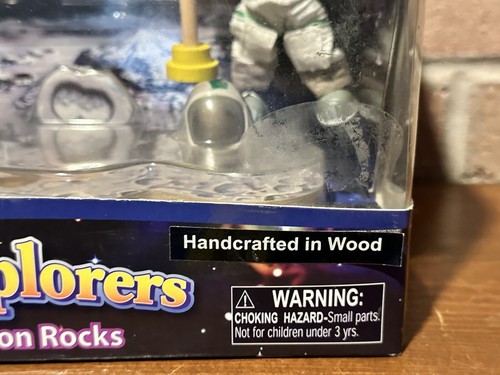 Handcrafted in Wood
plorers
on Rocks
WARNING:
CHOKING HAZARD-Small parts.
Not for children under 3 yrs.